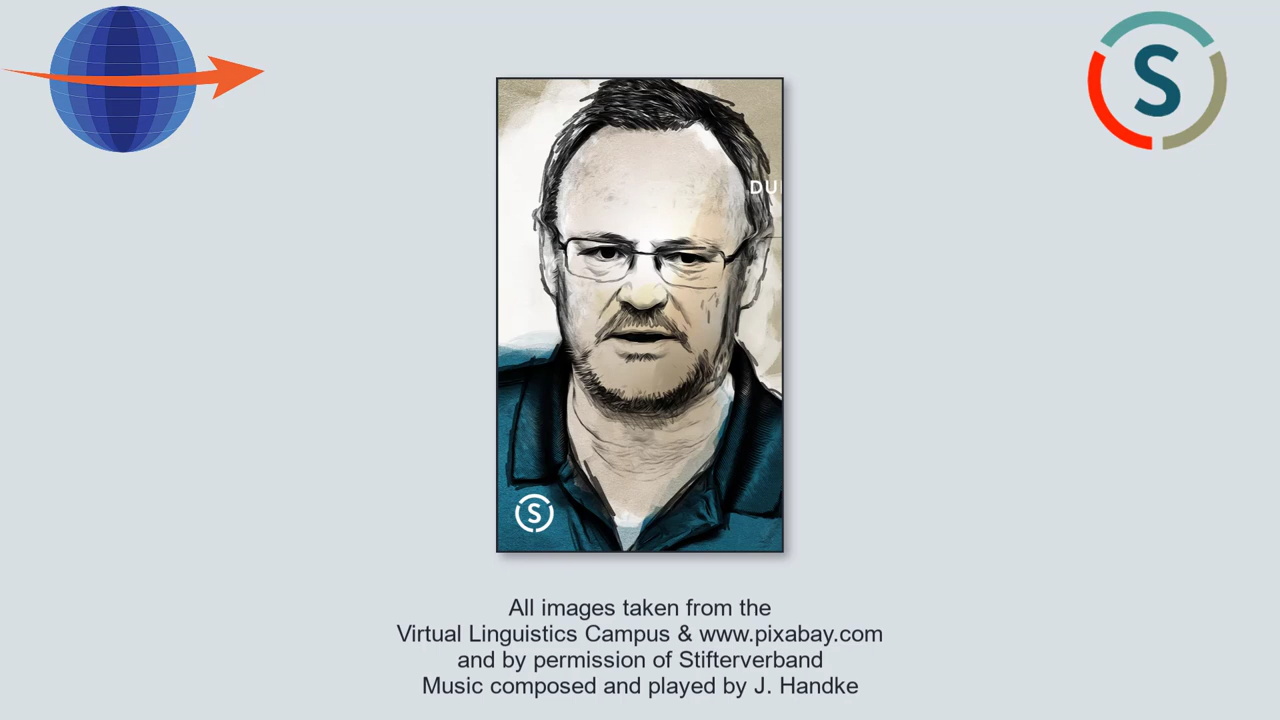 S
DU
S
All images taken from the
Virtual Linguistics Campus & www.pixabay.com
and by permission of Stifterverband
Music composed and played by J. Handke